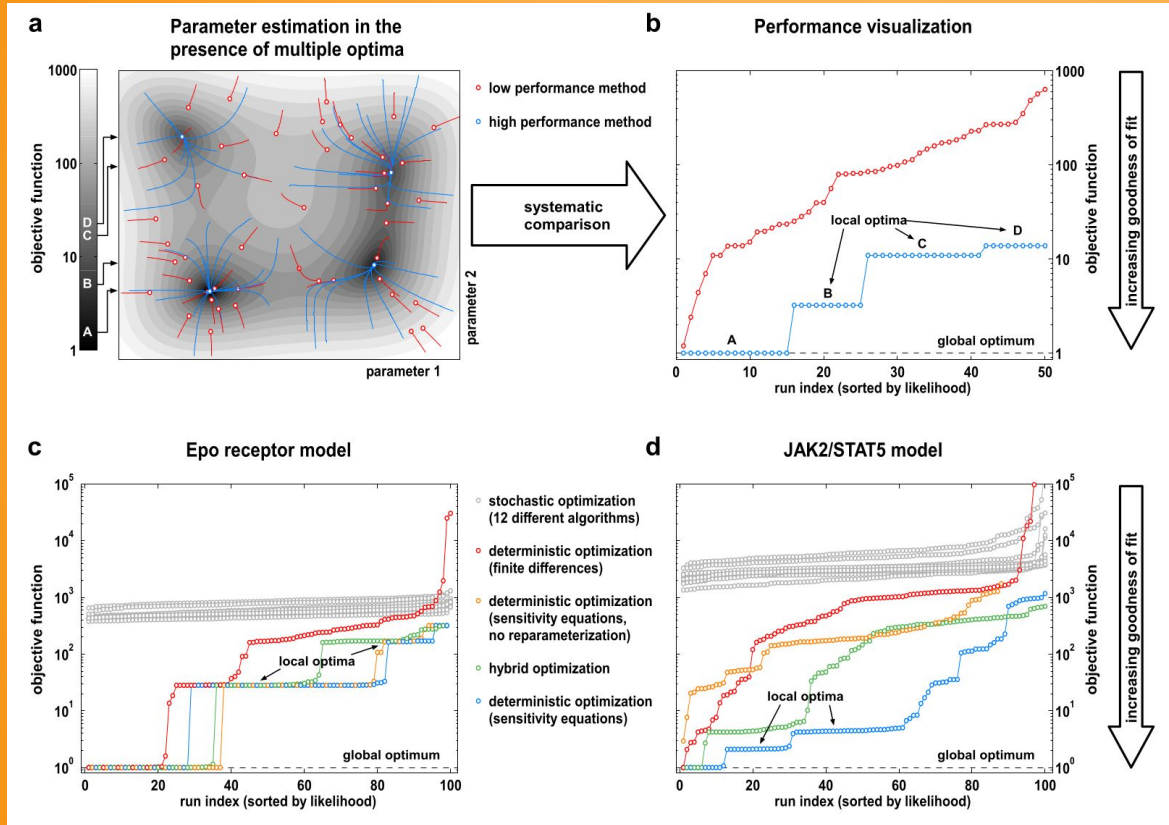 a
Parameter estimation in the
presence of multiple optima
1000
100
10
1
objective function
D
C
B
A
parameter 1
parameter 2
low performance method
high performance method
systematic
comparison
b
Performance visualization
1000
100
10
1
objective function
local optima
D
C
B
A
global optimum
0
10
20
30
40
50
run index (sorted by likelihood)
increasing goodness of fit
c
Epo receptor model
10^5
10^4
10^3
10^2
10^1
10^0
objective function
local optima
global optimum
0
20
40
60
80
100
run index (sorted by likelihood)
stochastic optimization
(12 different algorithms)
deterministic optimization
(finite differences)
deterministic optimization
(sensitivity equations,
no reparameterization)
hybrid optimization
deterministic optimization
(sensitivity equations)
d
JAK2/STAT5 model
10^5
10^4
10^3
10^2
10^1
10^0
objective function
local optima
global optimum
0
20
40
60
80
100
run index (sorted by likelihood)
increasing goodness of fit